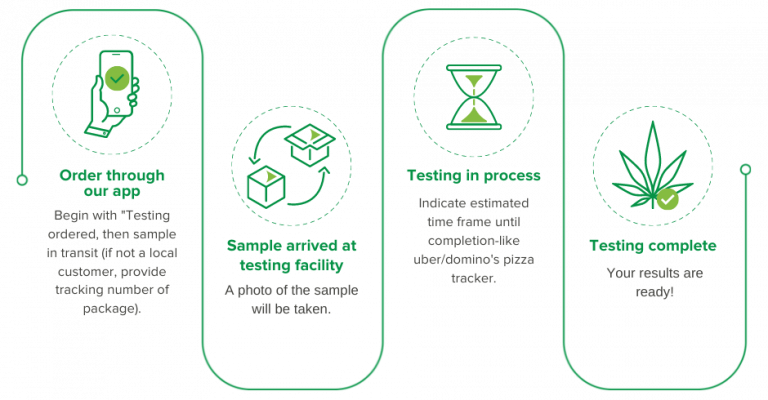 Order through
our app
Begin with "Testing
ordered, then sample
in transit (if not a local
customer, provide
tracking number of
package).
Sample arrived at
testing facility
A photo of the sample
will be taken.
Testing in process
Indicate estimated
time frame until
completion-like
uber/domino's pizza
tracker.
Testing complete
Your results are
ready!